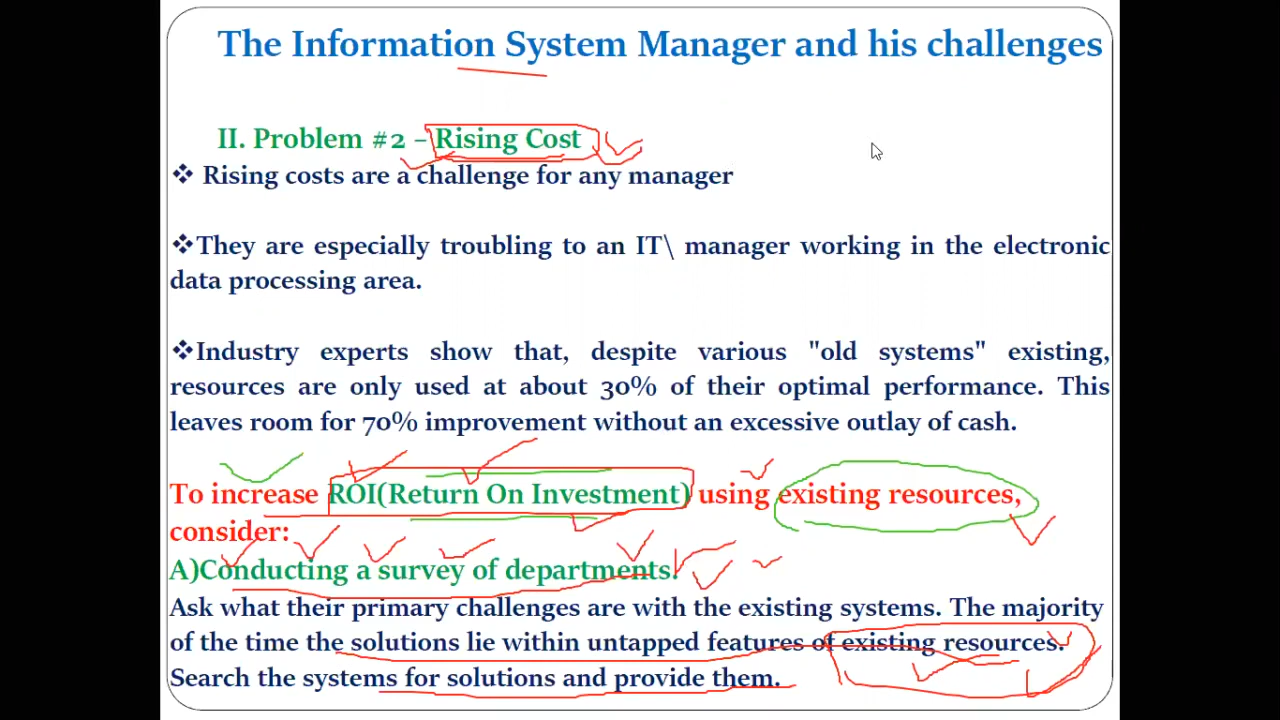 The Information System Manager and his challenges
II. Problem #2 – Rising Cost
❖ Rising costs are a challenge for any manager
❖They are especially troubling to an IT\ manager working in the electronic
data processing area.
❖Industry experts show that, despite various "old systems" existing,
resources are only used at about 30% of their optimal performance. This
leaves room for 70% improvement without an excessive outlay of cash.
To increase ROI(Return On Investment) using existing resources,
consider:
A)Conducting a survey of departments.
Ask what their primary challenges are with the existing systems. The majority
of the time the solutions lie within untapped features of existing resources.
Search the systems for solutions and provide them.